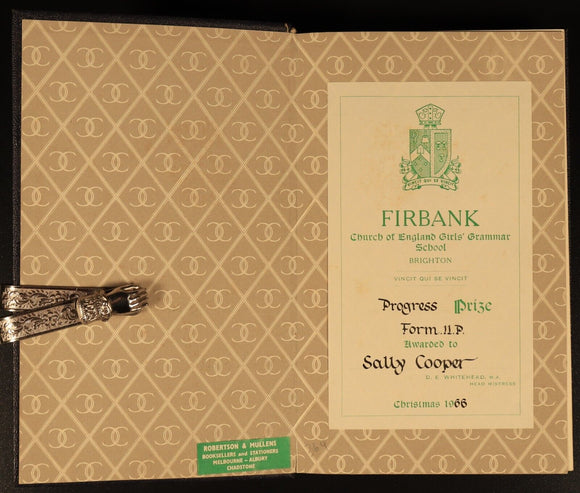 FIRBANK
Church of England Girls' Grammar
School
BRIGHTON
VINCIT QUI SE VINCIT
Progress Prize
Form II.P.
Awarded to
Sally Cooper
D. E. WHITEHEAD, M.A.
HEAD MISTRESS
Christmas 1966
ROBERTSON & MULLENS
BOOKSELLERS and STATIONERS
MELBOURNE - ALBURY
CHADSTONE